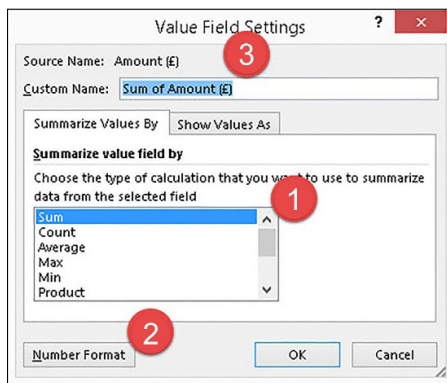 Value Field Settings
?
×
3
Source Name: Amount (£)
Custom Name: Sum of Amount (£)
Summarize Values By
Show Values As
Summarize value field by
Choose the type of calculation that you want to use to summarize
data from the selected field
1
Sum
Count
Average
Max
Min
Product
2
Number Format
OK
Cancel